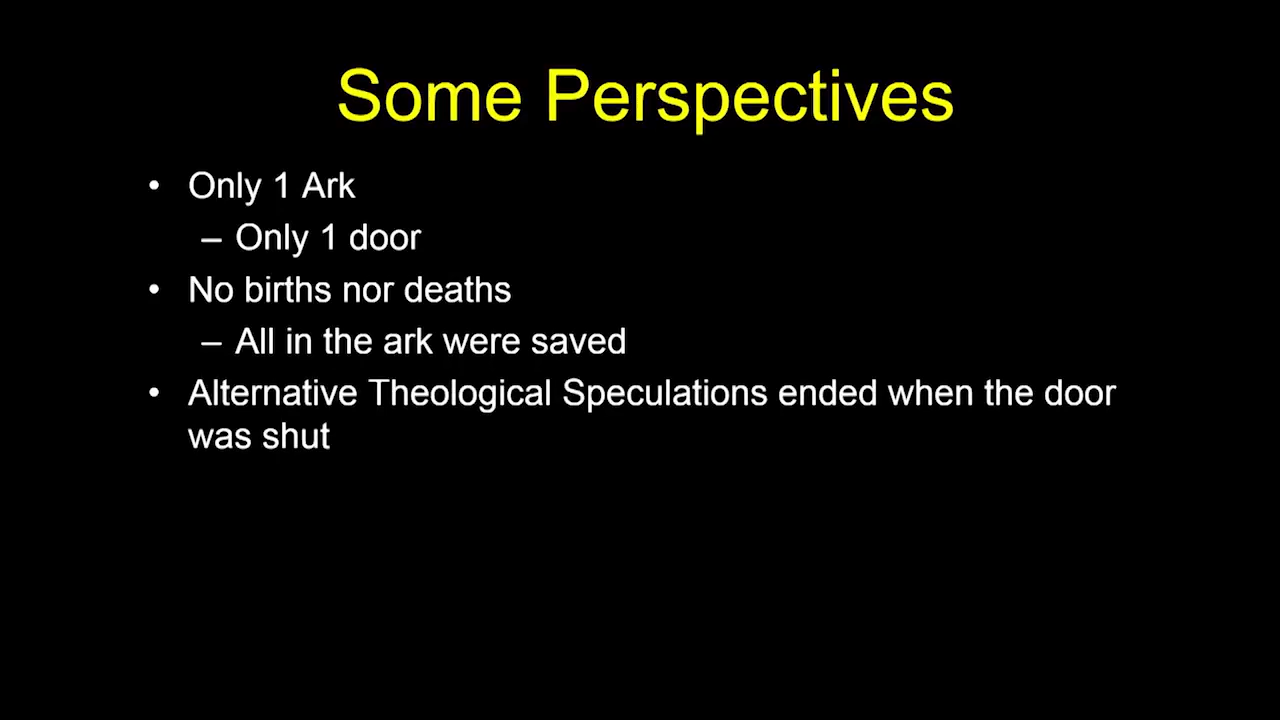 Some Perspectives
• Only 1 Ark
– Only 1 door
• No births nor deaths
– All in the ark were saved
• Alternative Theological Speculations ended when the door
was shut